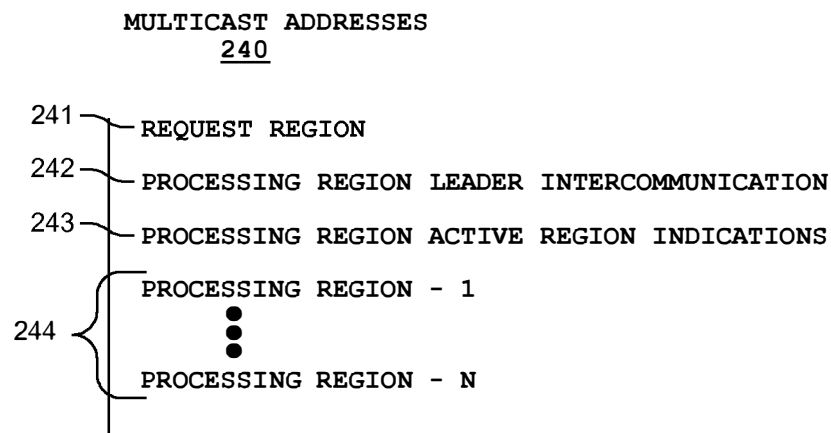 MULTICAST ADDRESSES
240
241 REQUEST REGION
242 PROCESSING REGION LEADER INTERCOMMUNICATION
243 PROCESSING REGION ACTIVE REGION INDICATIONS
PROCESSING REGION - 1
244
PROCESSING REGION - N